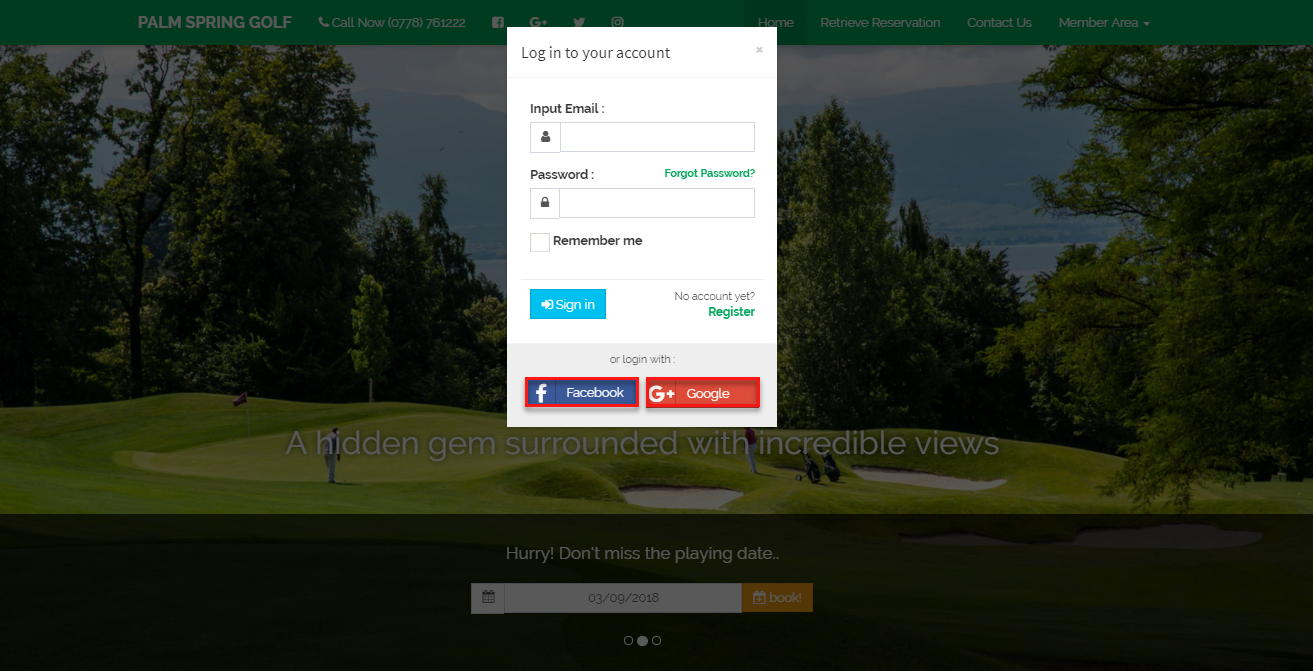 PALM SPRING GOLF
Call Now (0778) 761222
Home
Retrieve Reservation
Contact Us
Member Area
Log in to your account
×
Input Email :
Password :
Forgot Password?
Remember me
Sign in
No account yet?
Register
or login with :
Facebook
G+ Google
A hidden gem surrounded with incredible views
Hurry! Don't miss the playing date..
03/09/2018
book!